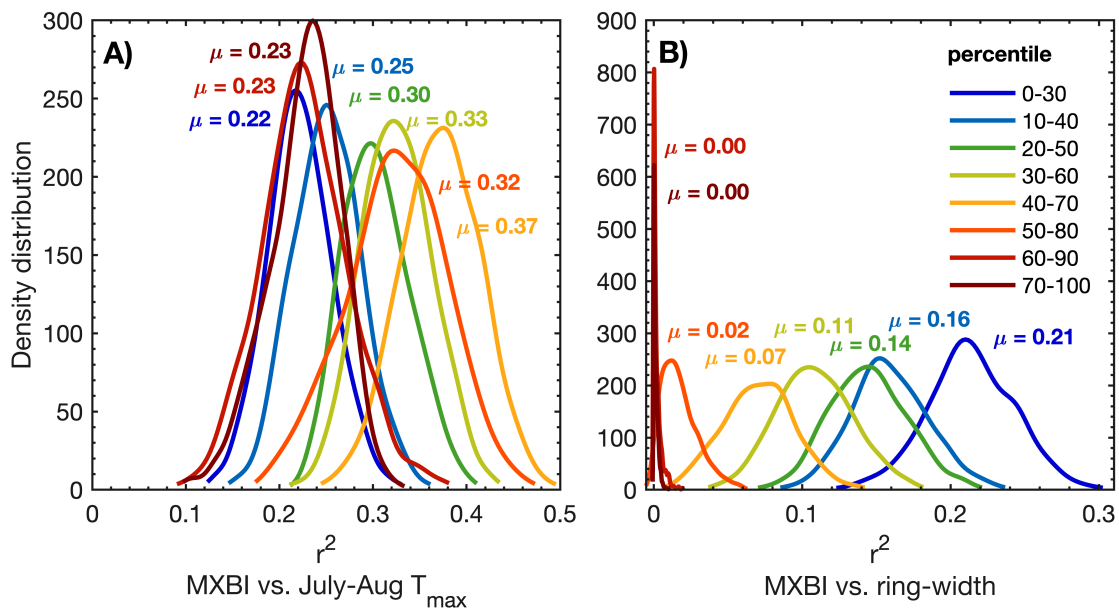 A)
μ = 0.23
μ = 0.25
μ = 0.23
μ = 0.30
μ = 0.22
μ = 0.33
μ = 0.32
μ = 0.37
300
250
200
150
100
50
0
Density distribution
0
0.1
0.2
0.3
0.4
0.5
r²
MXBI vs. July-Aug Tmax
B)
percentile
0-30
10-40
20-50
30-60
40-70
50-80
60-90
70-100
μ = 0.00
μ = 0.00
μ = 0.02
μ = 0.11
μ = 0.16
μ = 0.07
μ = 0.14
μ = 0.21
900
800
700
600
500
400
300
200
100
0
0
0.1
0.2
0.3
r²
MXBI vs. ring-width